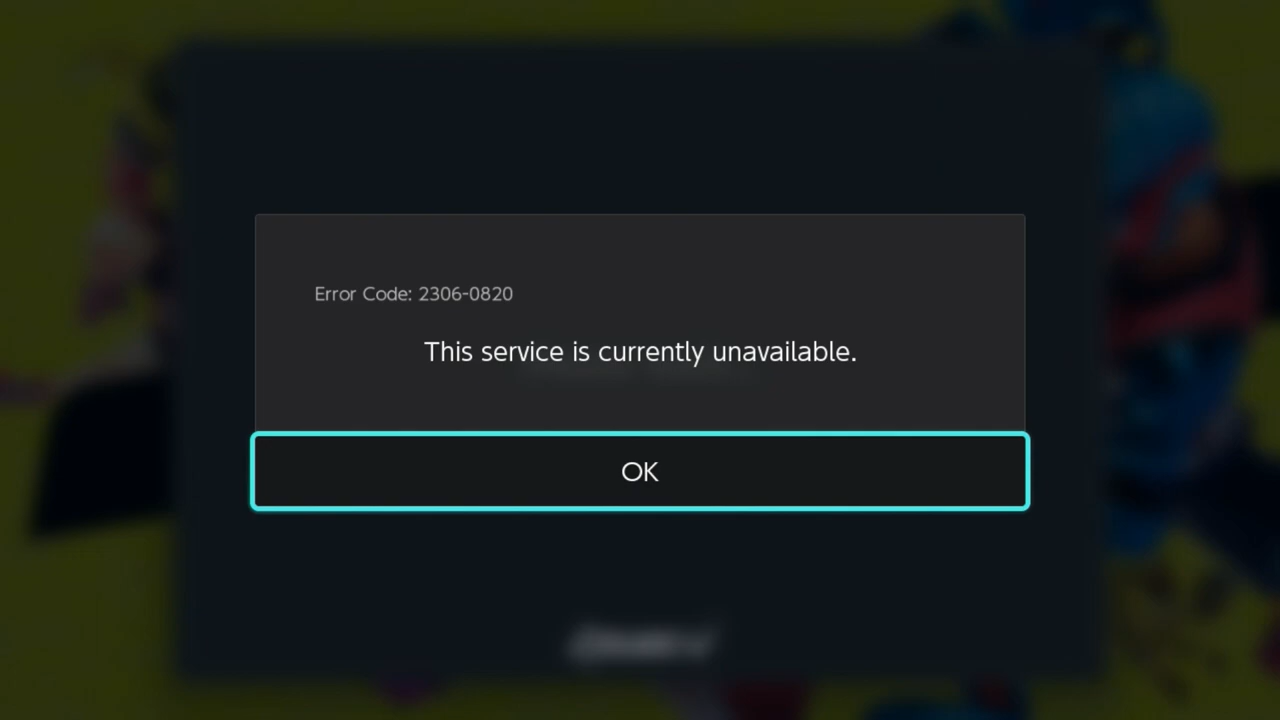 Error Code: 2306-0820
This service is currently unavailable.
OK